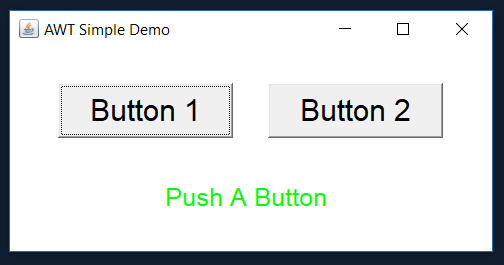 AWT Simple Demo
Button 1 Button 2
Push A Button